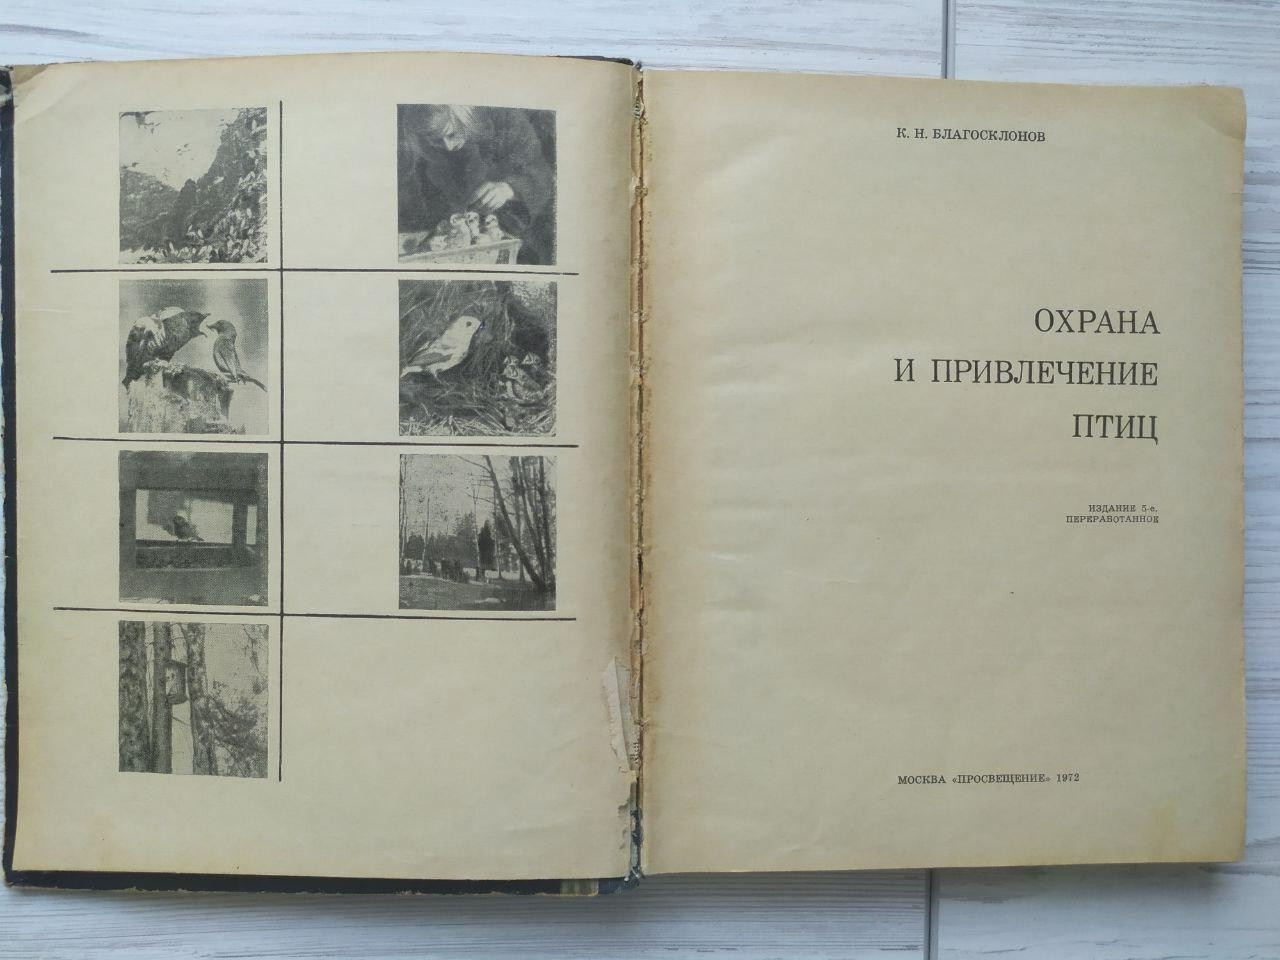 К. Н. БЛАГОСКЛОНОВ
ОХРАНА
И ПРИВЛЕЧЕНИЕ
ПТИЦ
ИЗДАНИЕ 5-е,
ПЕРЕРАБОТАННОЕ
МОСКВА «ПРОСВЕЩЕНИЕ» 1972